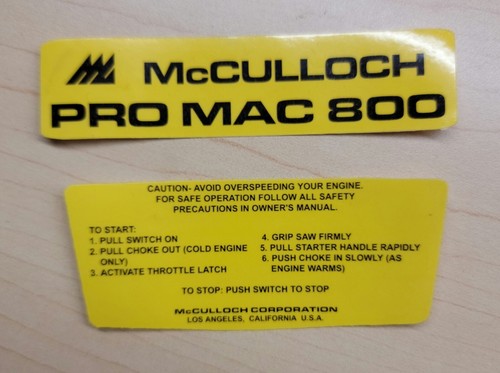 McCULLOCH
PRO MAC 800
CAUTION- AVOID OVERSPEEDING YOUR ENGINE.
FOR SAFE OPERATION FOLLOW ALL SAFETY
PRECAUTIONS IN OWNER'S MANUAL.
TO START:
1. PULL SWITCH ON
2. PULL CHOKE OUT (COLD ENGINE
ONLY)
3. ACTIVATE THROTTLE LATCH
4. GRIP SAW FIRMLY
5. PULL STARTER HANDLE RAPIDLY
6. PUSH CHOKE IN SLOWLY (AS
ENGINE WARMS)
TO STOP: PUSH SWITCH TO STOP
McCULLOCH CORPORATION
LOS ANGELES, CALIFORNIA U.S.A.